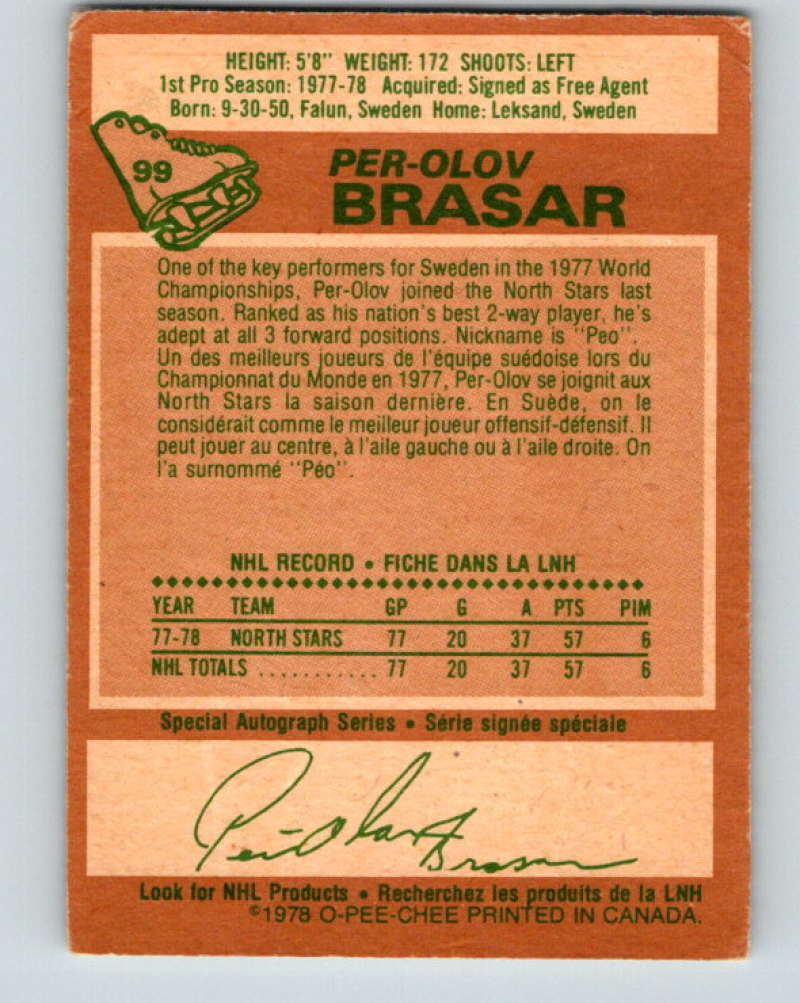 HEIGHT: 5'8" WEIGHT: 172 SHOOTS: LEFT
1st Pro Season: 1977-78 Acquired: Signed as Free Agent
Born: 9-30-50, Falun, Sweden Home: Leksand, Sweden
99
PER-OLOV
BRASAR
One of the key performers for Sweden in the 1977 World
Championships, Per-Olov joined the North Stars last
season. Ranked as his nation's best 2-way player, he's
adept at all 3 forward positions. Nickname is "Peo".
Un des meilleurs joueurs de l'équipe suédoise lors du
Championnat du Monde en 1977, Per-Olov se joignit aux
North Stars la saison dernière. En Suède, on le
considérait comme le meilleur joueur offensif-défensif. Il
peut jouer au centre, à l'aile gauche ou à l'aile droite. On
l'a surnommé "Péo".
NHL RECORD • FICHE DANS LA LNH
YEAR TEAM GP G A PTS PIM
77-78 NORTH STARS 77 20 37 57 6
NHL TOTALS ........... 77 20 37 57 6
Special Autograph Series • Série signée spéciale
Per-Olov Brasar
Look for NHL Products • Recherchez les produits de la LNH
©1978 O-PEE-CHEE PRINTED IN CANADA.